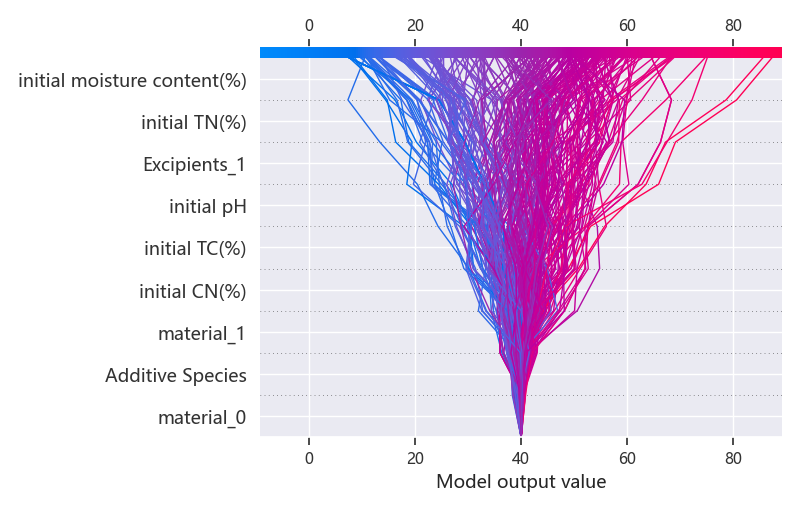 0 20 40 60 80
initial moisture content(%)
initial TN(%)
Excipients_1
initial pH
initial TC(%)
initial CN(%)
material_1
Additive Species
material_0
0 20 40 60 80
Model output value